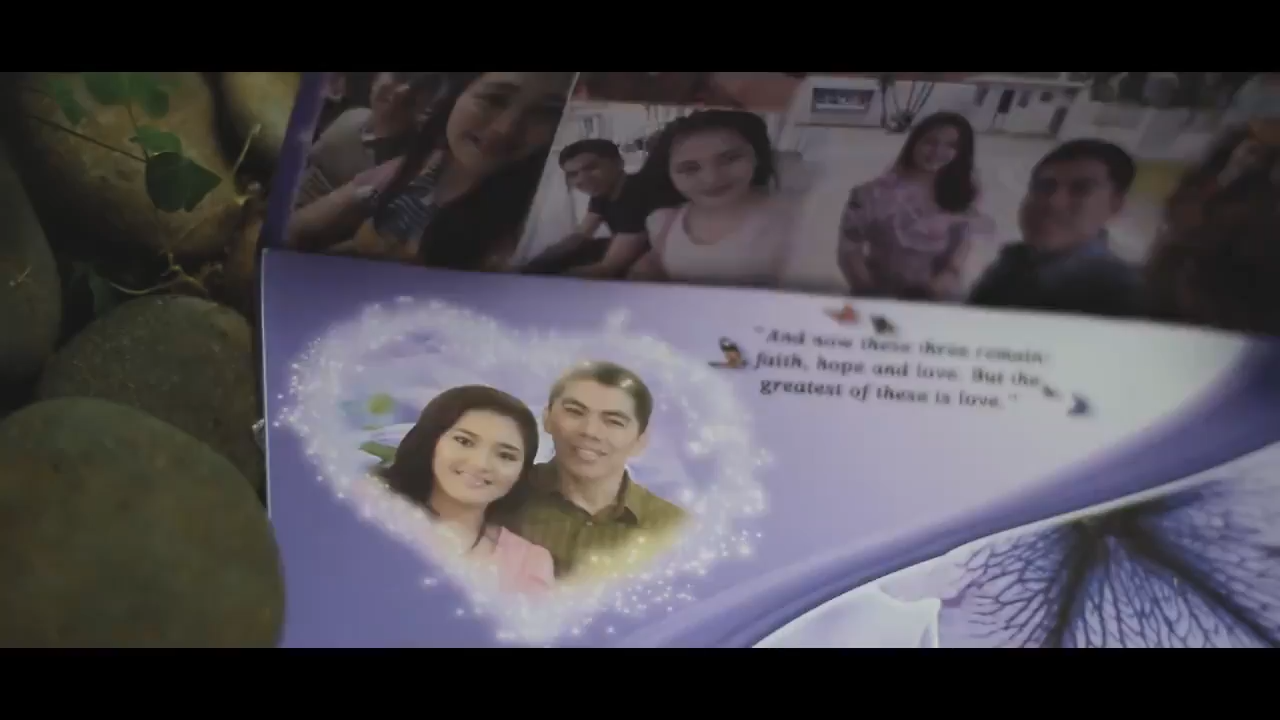 "And now these three remain:
faith, hope and love. But the
greatest of these is love."